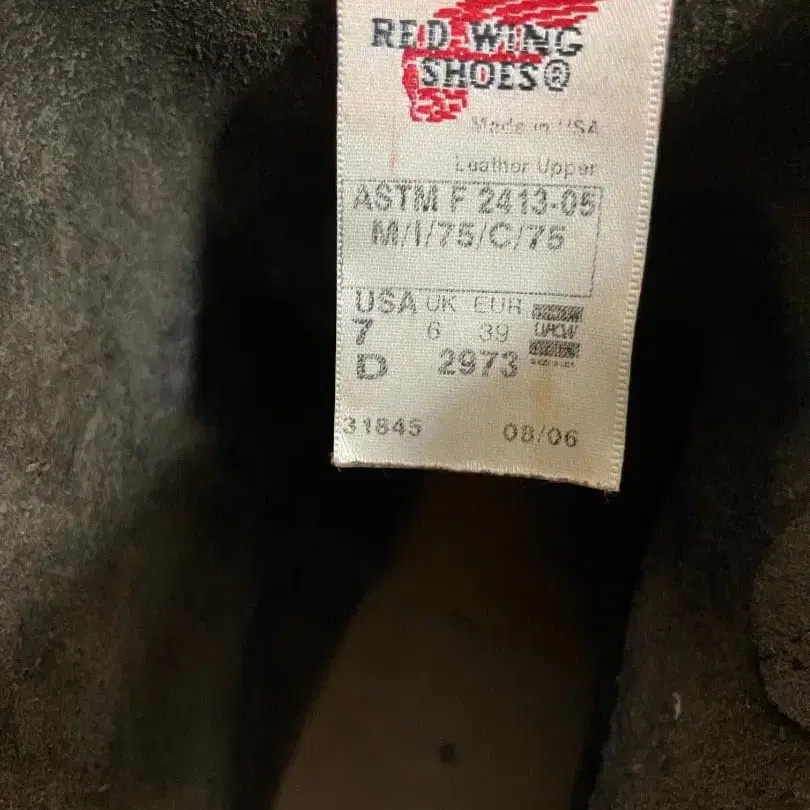 RED WING
SHOES®
Made in USA
Leather Upper
ASTM F 2413-05
M/I/75/C/75
USA UK EUR
7 6 39
D 2973
31845 08/06